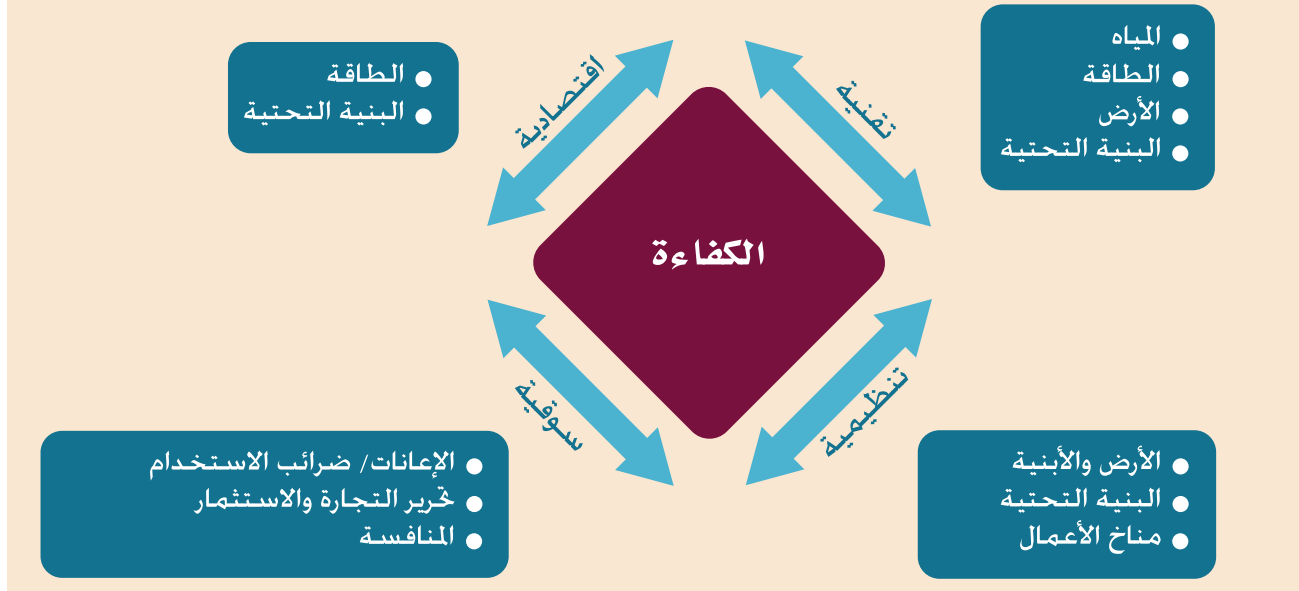 المياه
الطاقة
الأرض
البنية التحتية
تقنية
الطاقة
البنية التحتية
اقتصادية
الكفاءة
تنظيمية
الأرض والأبنية
البنية التحتية
مناخ الأعمال
سوقية
الإعانات/ ضرائب الاستخدام
تحرير التجارة والاستثمار
المنافسة